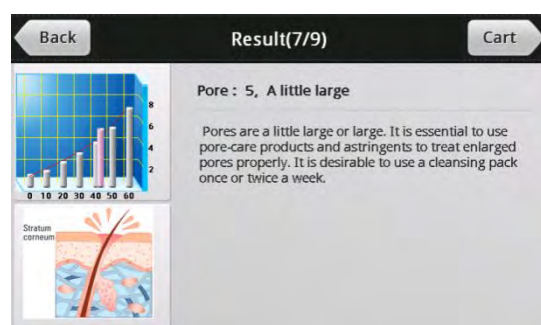 Back
Result(7/9)
Cart
Pore : 5, A little large
Pores are a little large or large. It is essential to use
pore-care products and astringents to treat enlarged
pores properly. It is desirable to use a cleansing pack
once or twice a week.
8
6
4
2
0 10 20 30 40 50 60
Stratum
corneum